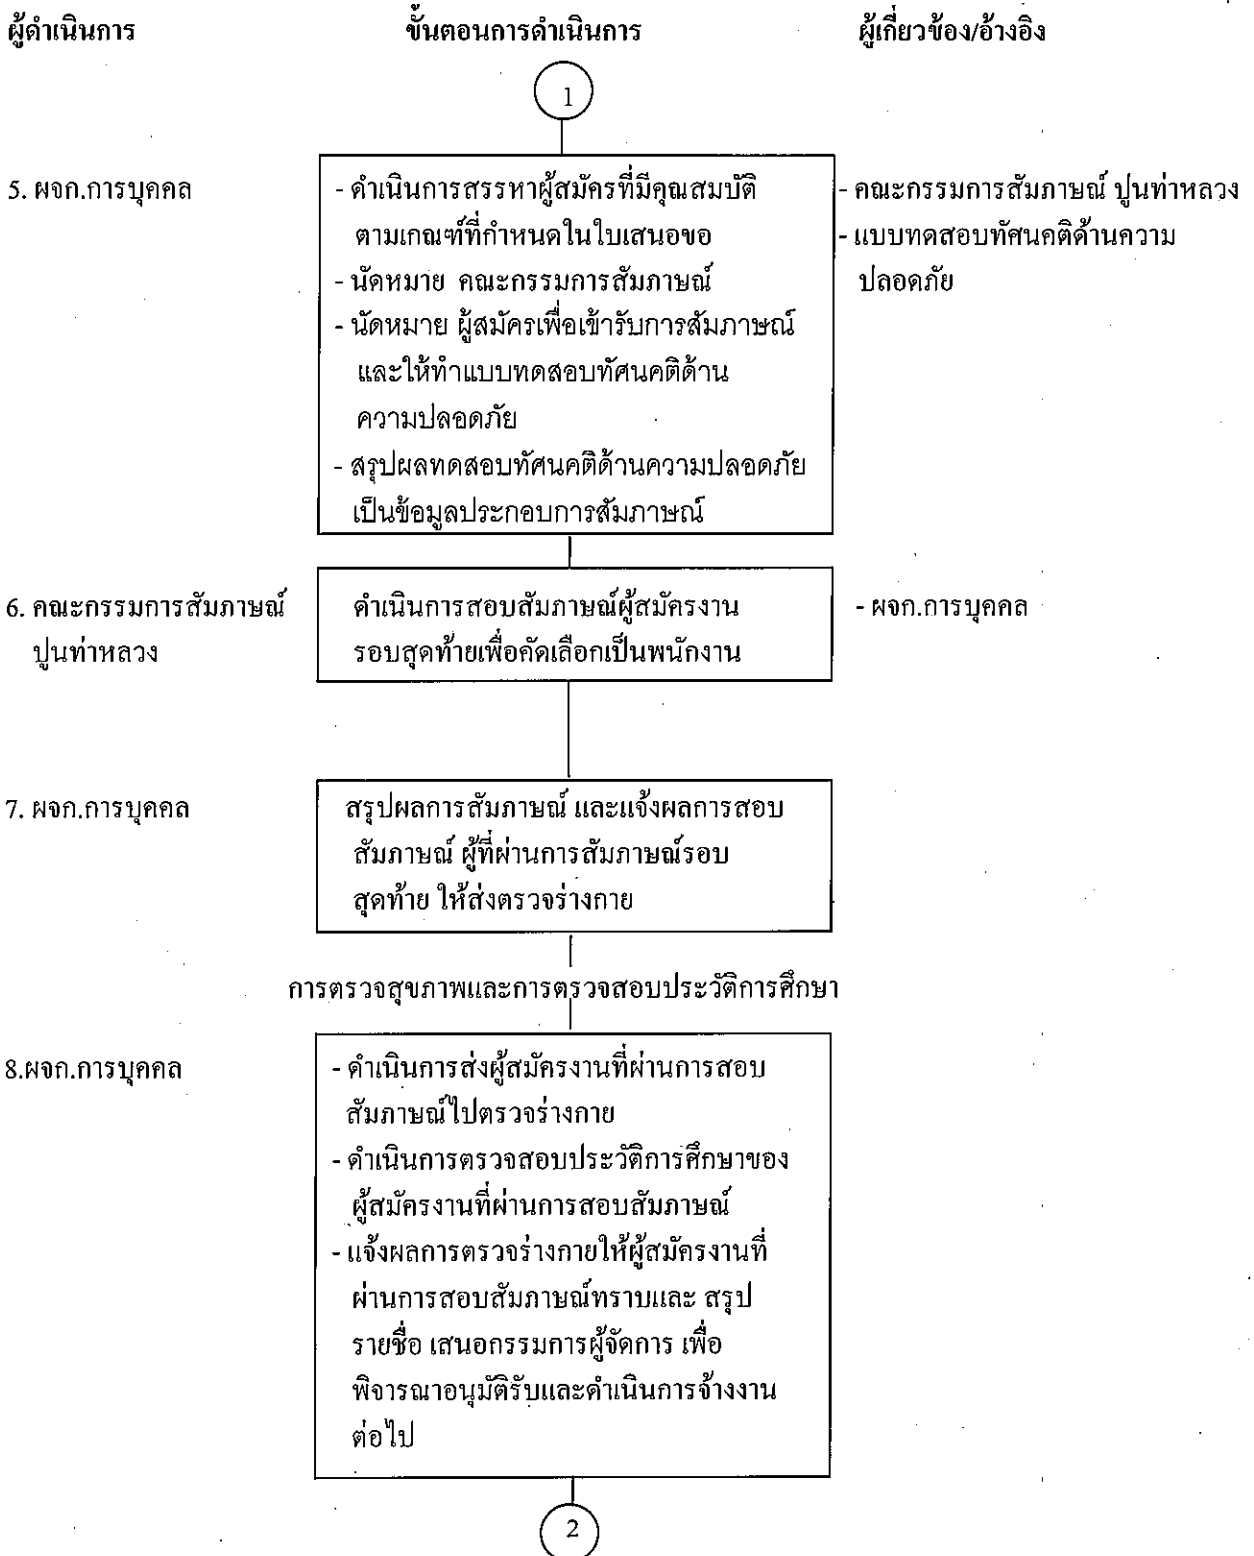 ผู้ดำเนินการ ขั้นตอนการดำเนินการ ผู้เกี่ยวข้อง/อ้างอิง
1
5. ผจก.การบุคคล
- ดำเนินการสรรหาผู้สมัครที่มีคุณสมบัติ
ตามเกณฑ์ที่กำหนดในใบเสนอขอ
- นัดหมาย คณะกรรมการสัมภาษณ์
- นัดหมาย ผู้สมัครเพื่อเข้ารับการสัมภาษณ์
และให้ทำแบบทดสอบทัศนคติด้าน
ความปลอดภัย
- สรุปผลทดสอบทัศนคติด้านความปลอดภัย
เป็นข้อมูลประกอบการสัมภาษณ์
- คณะกรรมการสัมภาษณ์ ปูนท่าหลวง
- แบบทดสอบทัศนคติด้านความ
ปลอดภัย
6. คณะกรรมการสัมภาษณ์
ปูนท่าหลวง
ดำเนินการสอบสัมภาษณ์ผู้สมัครงาน
รอบสุดท้ายเพื่อคัดเลือกเป็นพนักงาน
- ผจก.การบุคคล
7. ผจก.การบุคคล
สรุปผลการสัมภาษณ์ และแจ้งผลการสอบ
สัมภาษณ์ ผู้ที่ผ่านการสัมภาษณ์รอบ
สุดท้าย ให้ส่งตรวจร่างกาย
การตรวจสุขภาพและการตรวจสอบประวัติการศึกษา
8.ผจก.การบุคคล
- ดำเนินการส่งผู้สมัครงานที่ผ่านการสอบ
สัมภาษณ์ไปตรวจร่างกาย
- ดำเนินการตรวจสอบประวัติการศึกษาของ
ผู้สมัครงานที่ผ่านการสอบสัมภาษณ์
- แจ้งผลการตรวจร่างกายให้ผู้สมัครงานที่
ผ่านการสอบสัมภาษณ์ทราบและ สรุป
รายชื่อ เสนอกรรมการผู้จัดการ เพื่อ
พิจารณาอนุมัติรับและดำเนินการจ้างงาน
ต่อไป
2